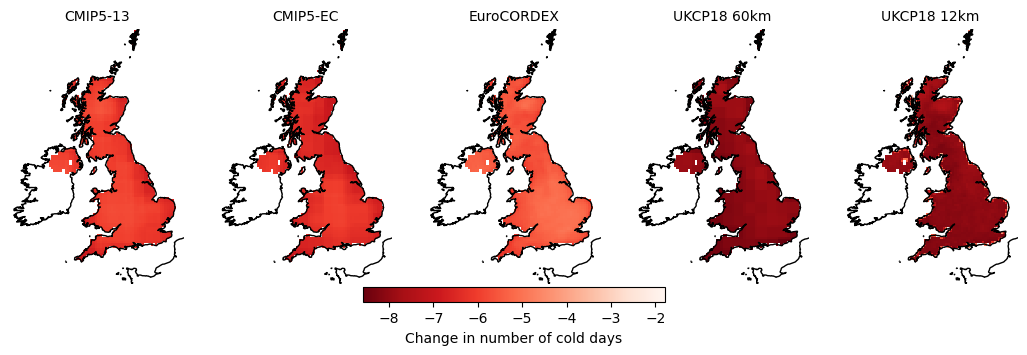 CMIP5-13 CMIP5-EC EuroCORDEX UKCP18 60km UKCP18 12km
−8 −7 −6 −5 −4 −3 −2
Change in number of cold days